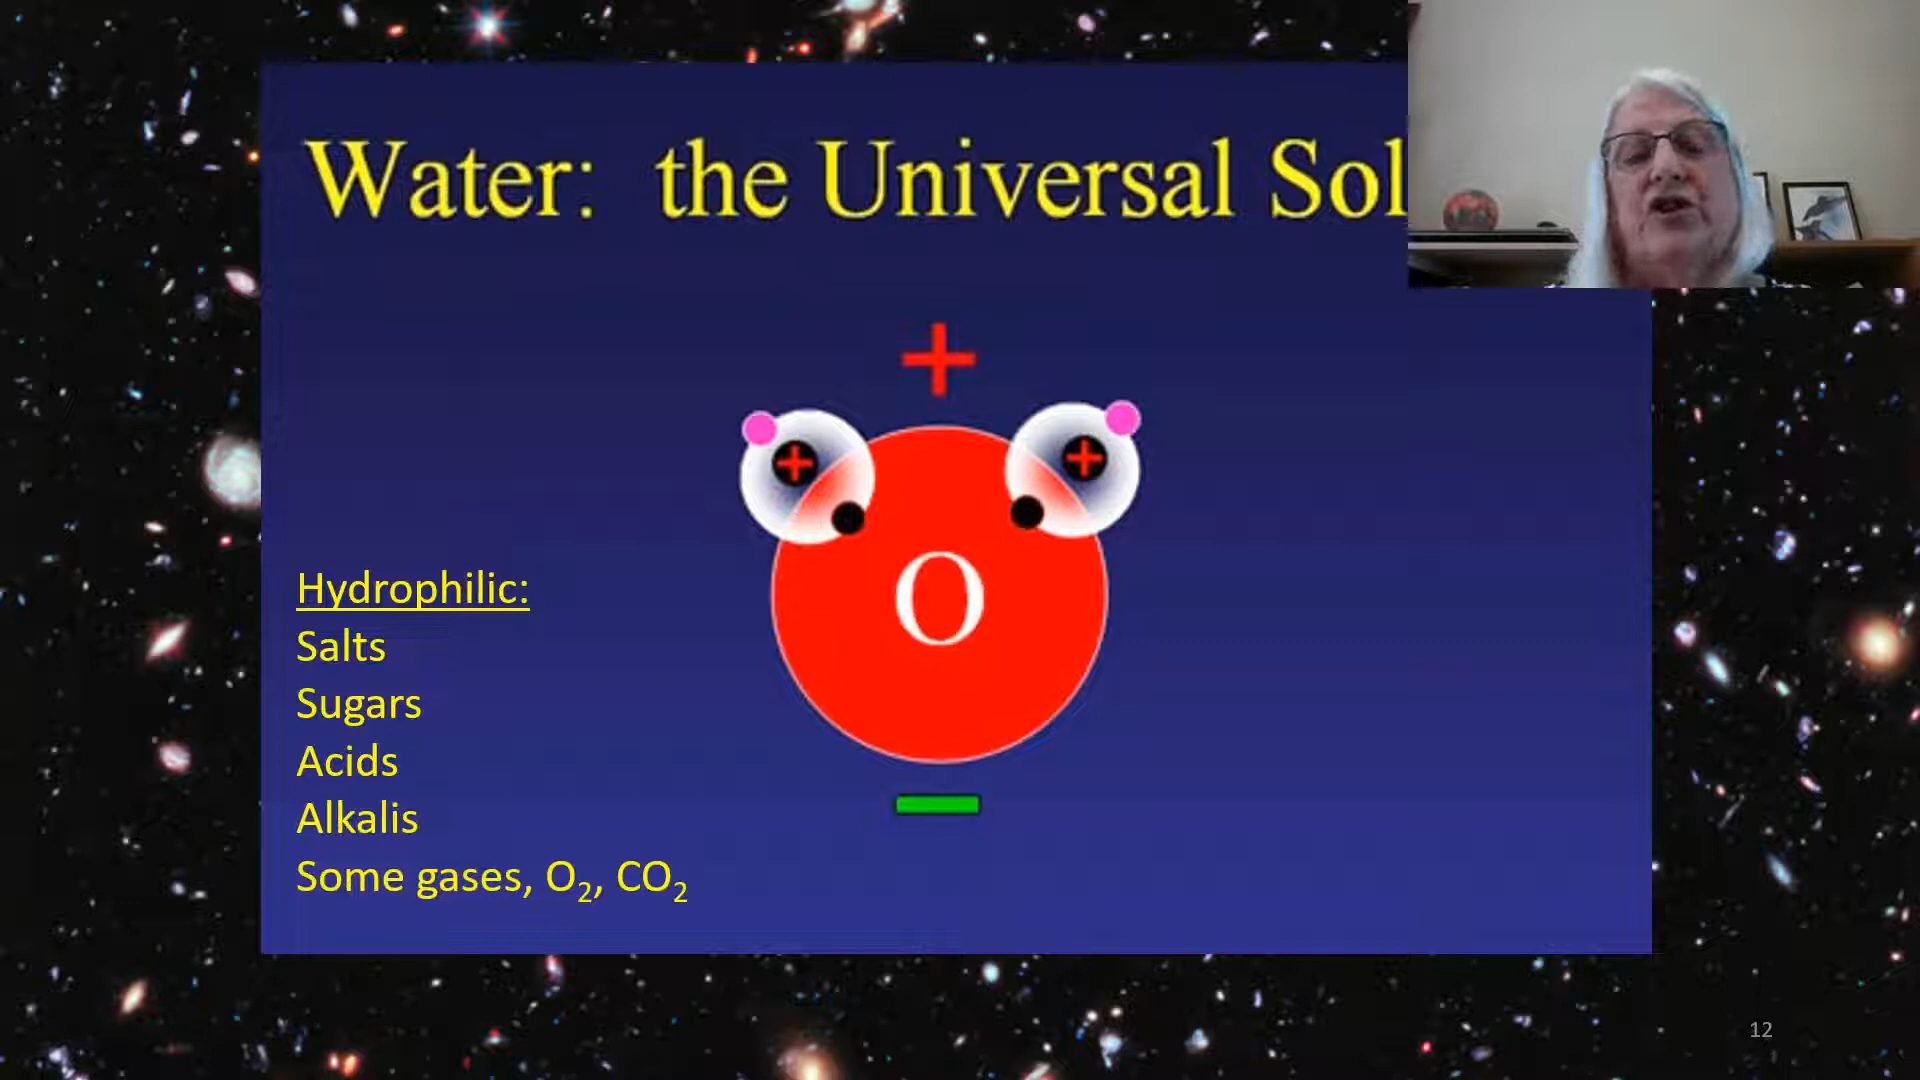 Water: the Universal Sol
+
+ +
O
Hydrophilic:
Salts
Sugars
Acids
Alkalis
Some gases, O₂, CO₂
12